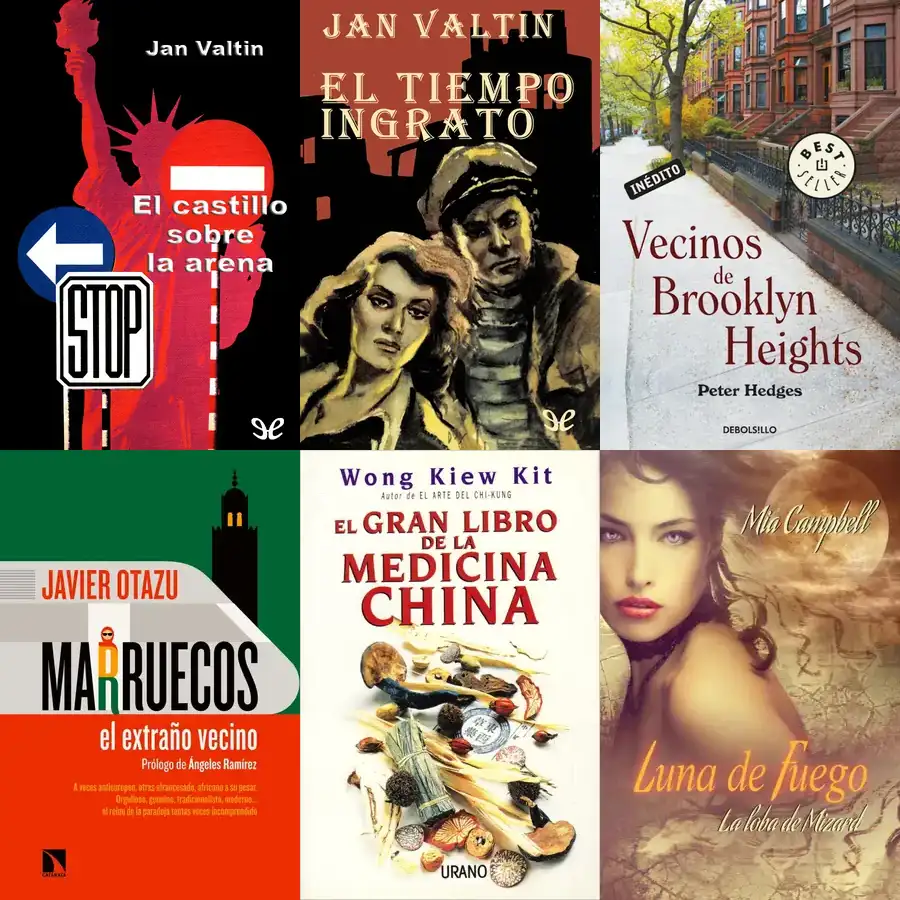 Jan Valtin
El castillo
sobre
la arena
STOP
JAN VALTIN
EL TIEMPO
INGRATO
BEST
SELLER
INÉDITO
Vecinos
de
Brooklyn
Heights
Peter Hedges
DEBOLS!LLO
JAVIER OTAZU
MARRUECOS
el extraño vecino
Prólogo de Ángeles Ramírez
A veces antieuropeo, otras afrancesado, africano a su pesar.
Orgulloso, genuino, tradicionalista, moderno...
el reino de la paradoja tantas veces incomprendido
CATARATA
Wong Kiew Kit
Autor de EL ARTE DEL CHI-KUNG
EL GRAN LIBRO
DE LA
MEDICINA
CHINA
URANO
Mia Campbell
Luna de fuego
La loba de Mizard